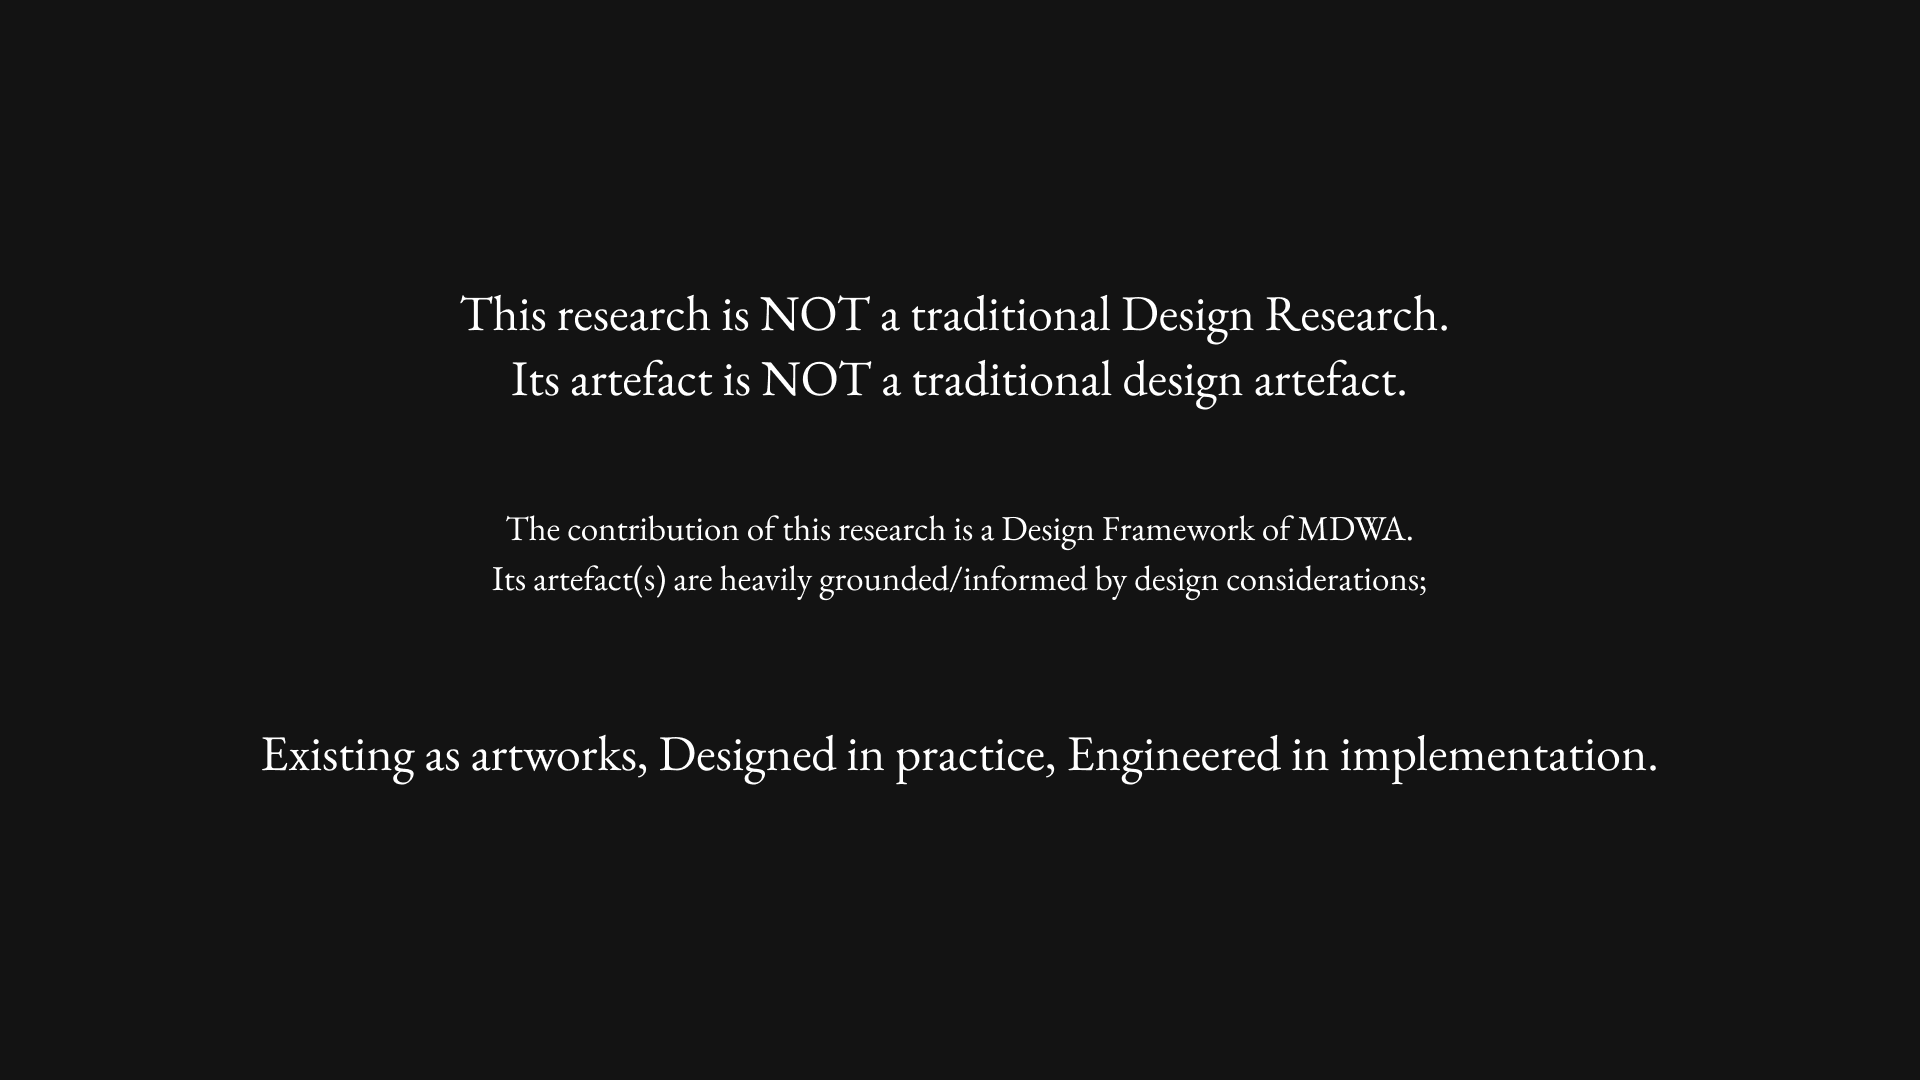 This research is NOT a traditional Design Research.
Its artefact is NOT a traditional design artefact.
The contribution of this research is a Design Framework of MDWA.
Its artefact(s) are heavily grounded/informed by design considerations;
Existing as artworks, Designed in practice, Engineered in implementation.